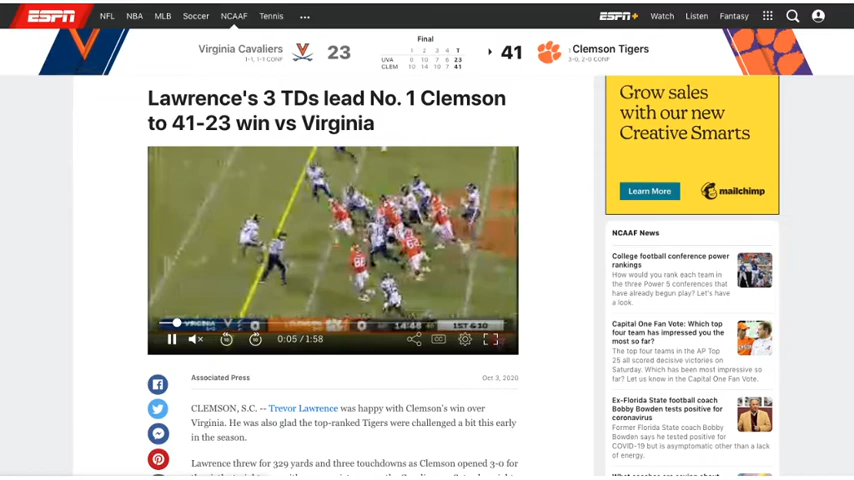 ESPN
NFL NBA MLB Soccer NCAAF Tennis ...
ESPN+ Watch Listen Fantasy
Virginia Cavaliers
1-1, 1-1 CONF
23
Final
1 2 3 4 T
UVA 0 10 7 6 23
CLEM 10 14 10 7 41
41
1 Clemson Tigers
3-0, 2-0 CONF
Lawrence's 3 TDs lead No. 1 Clemson
to 41-23 win vs Virginia
VIRGINIA 0 0 14:48 1ST & 10
0:05 / 1:58
Associated Press
Oct 3, 2020
CLEMSON, S.C. -- Trevor Lawrence was happy with Clemson's win over
Virginia. He was also glad the top-ranked Tigers were challenged a bit this early
in the season.
Lawrence threw for 329 yards and three touchdowns as Clemson opened 3-0 for
Grow sales
with our new
Creative Smarts
Learn More
mailchimp
NCAAF News
College football conference power
rankings
How would you rank each team in
the three Power 5 conferences that
have already begun play? Let's have
a look.
Capital One Fan Vote: Which top
four team has impressed you the
most so far?
The top four teams in the AP Top
25 all scored decisive victories on
Saturday. Which has been most impressive so
far? Let us know in the Capital One Fan Vote.
Ex-Florida State football coach
Bobby Bowden tests positive for
coronavirus
Former Florida State coach Bobby
Bowden says he tested positive for
COVID-19 but is asymptomatic other than a lack
of energy.